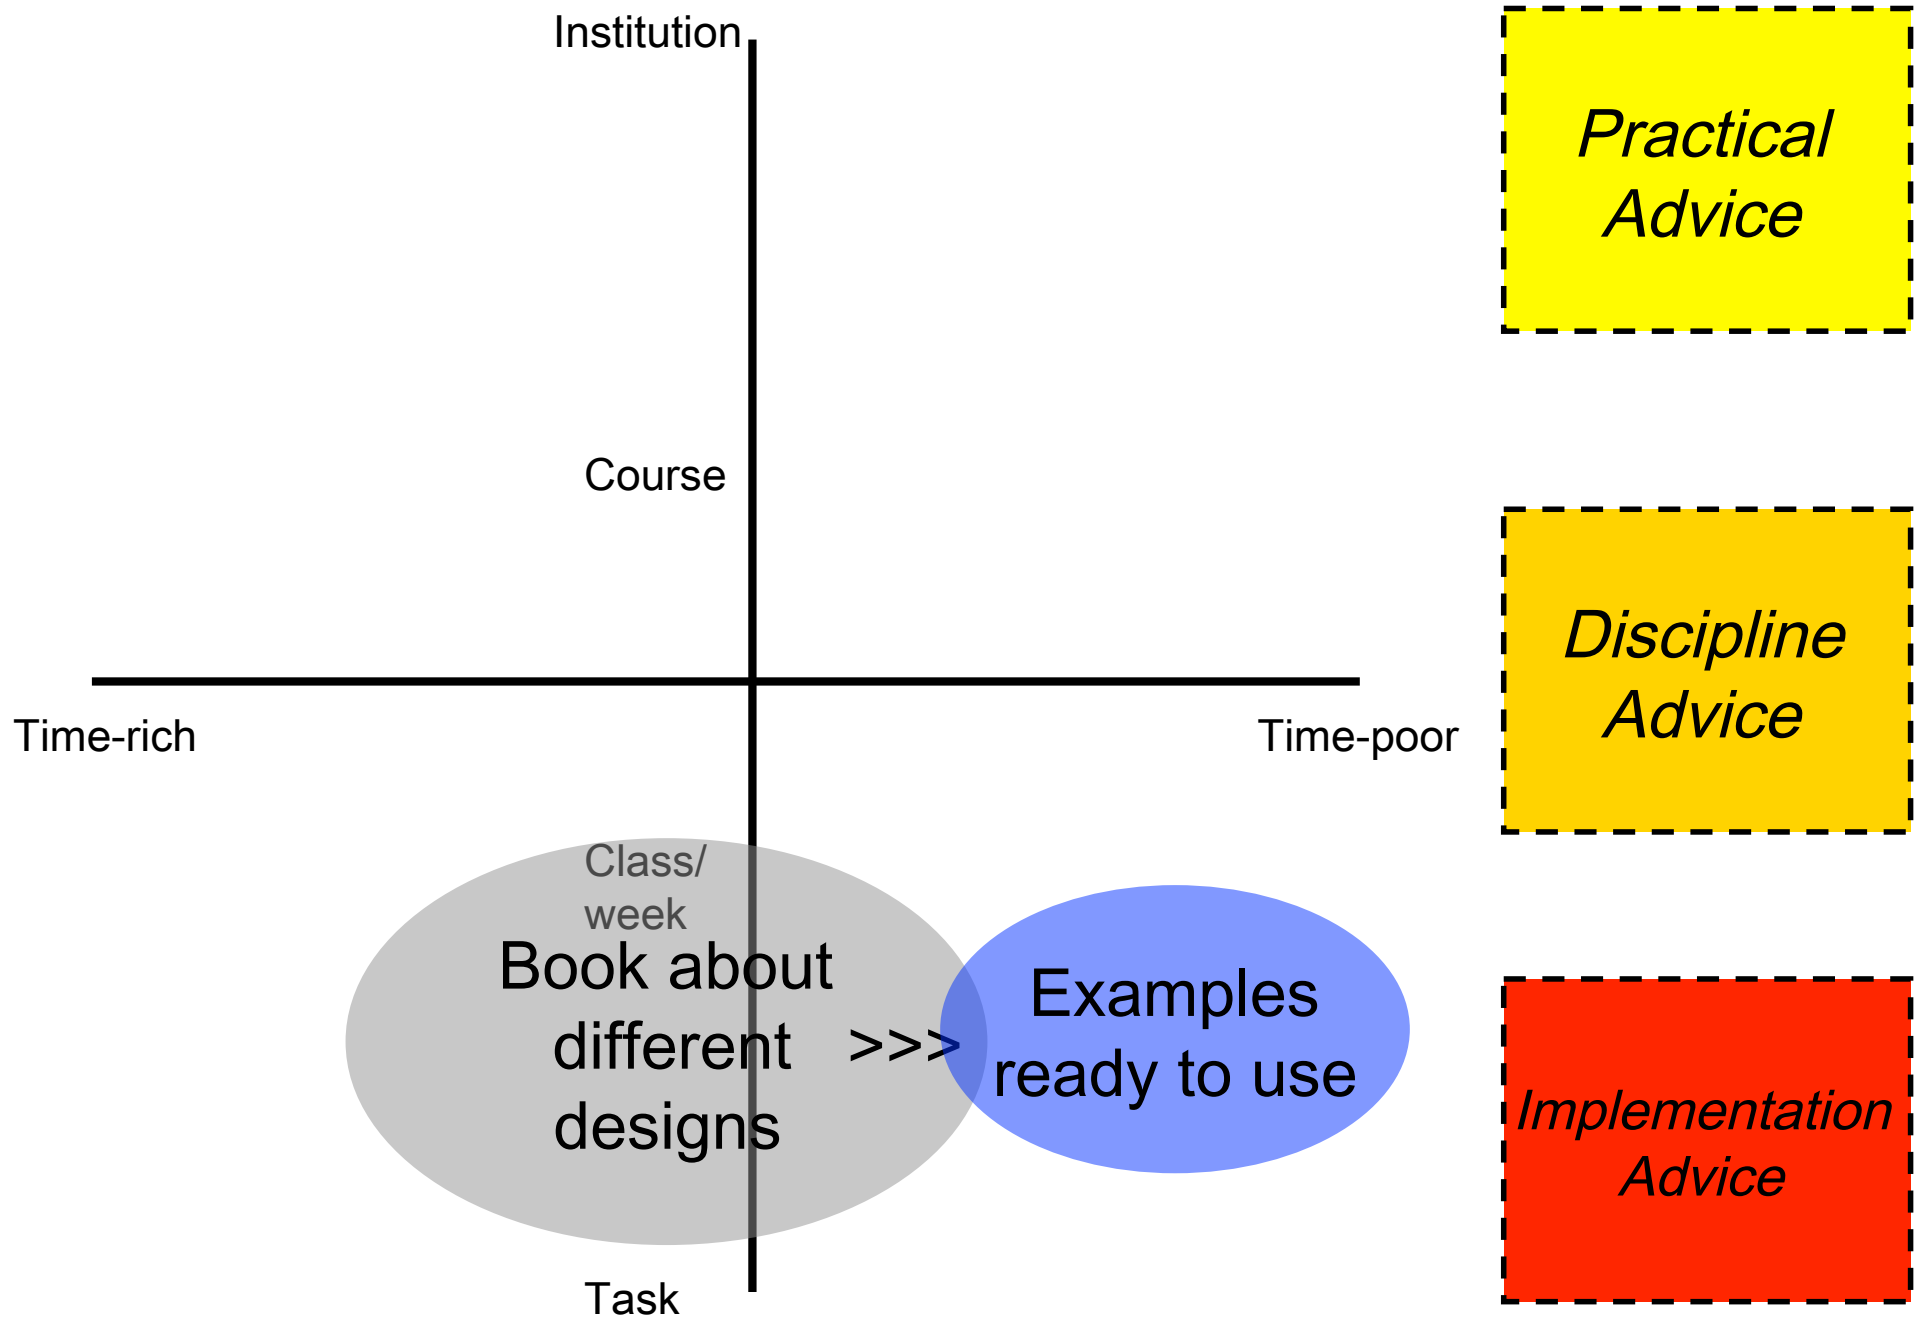 Institution
Practical
Advice
Course
Discipline
Advice
Time-rich
Time-poor
Class/
week
Book about
different
designs
>>>
Examples
ready to use
Implementation
Advice
Task